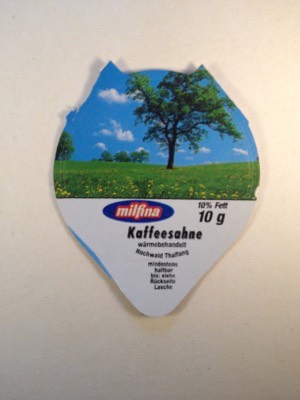 milfina
10% Fett
10 g
Kaffeesahne
wärmebehandelt
Hochwald Thalfang
mindestens
haltbar
bis: siehe
Rückseite
Lasche